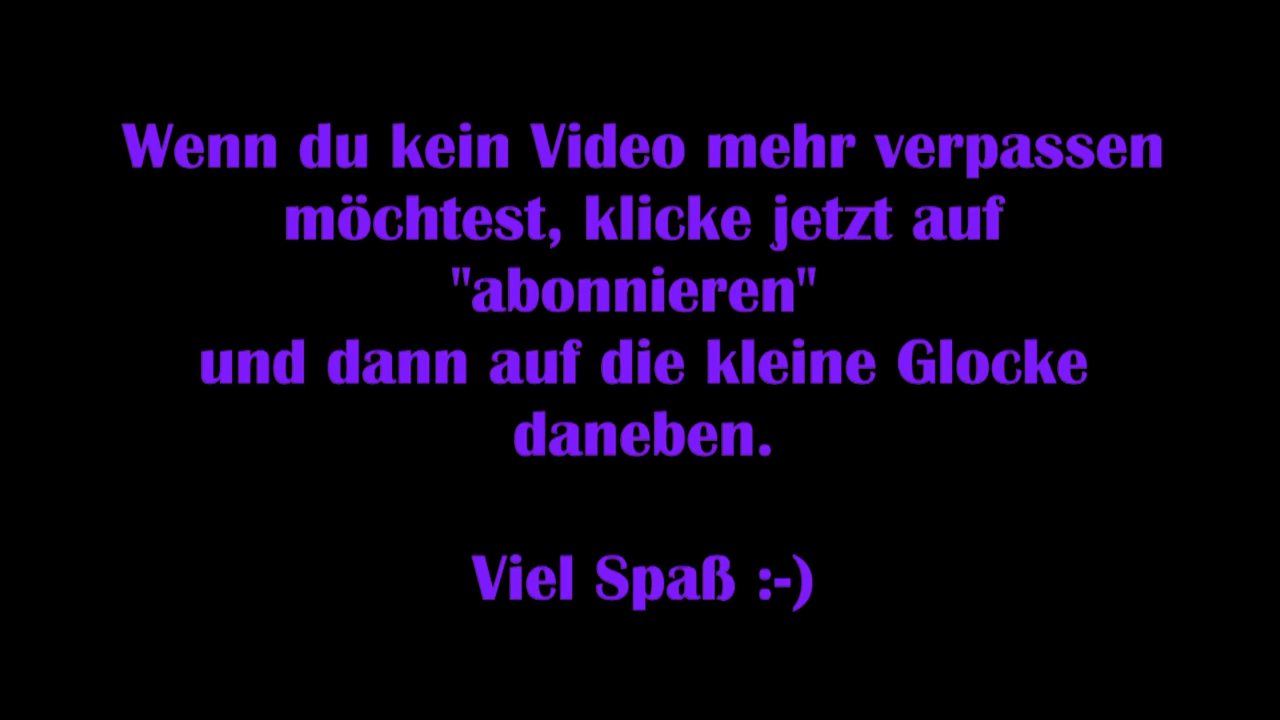 Wenn du kein Video mehr verpassen
möchtest, klicke jetzt auf
"abonnieren"
und dann auf die kleine Glocke
daneben.
Viel Spaß :-)